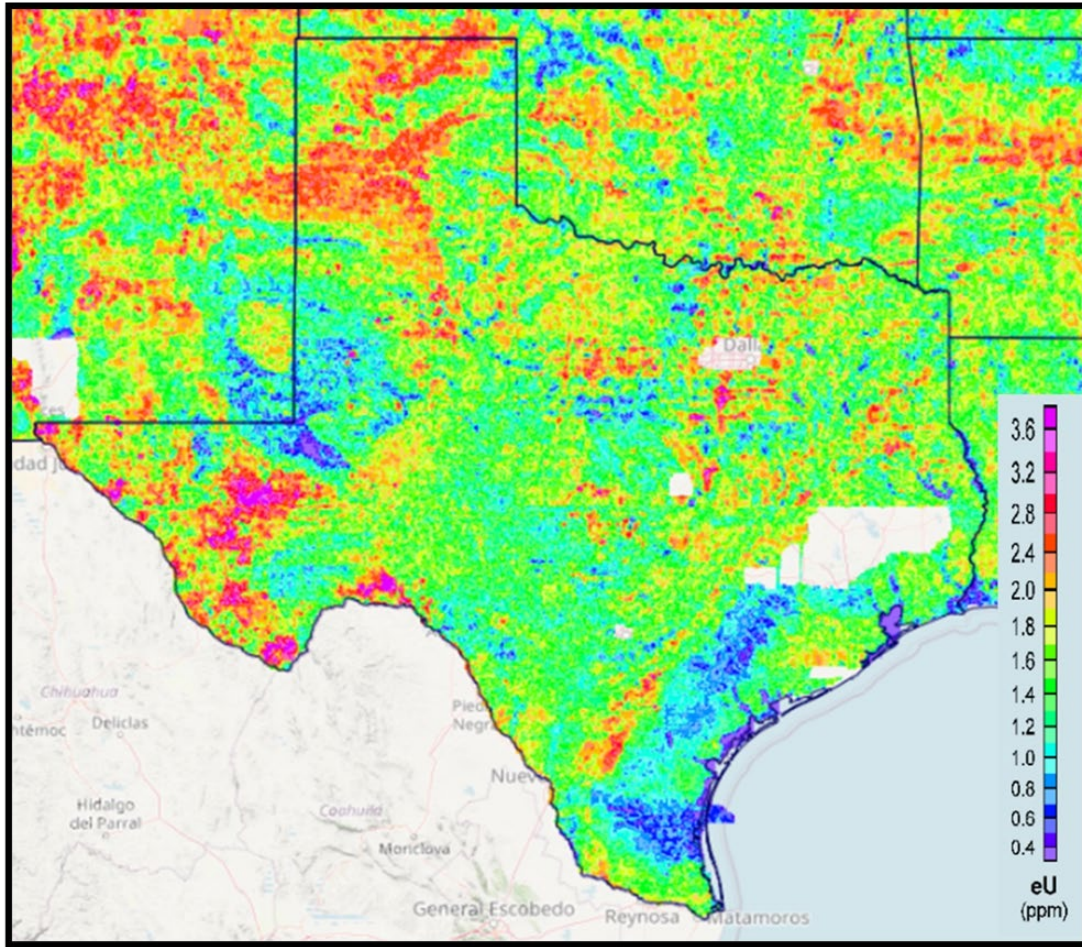 Dall
ces
dad Ju
3.6
3.2
2.8
2.4
2.0
1.8
1.6
1.4
1.2
1.0
0.8
0.6
0.4
eU
(ppm)
Chihuahua
Deliclas
ntémoc
Hidalgo
del Parral
Pied
Negr
Nuev
Coahuila
Monclova
General Escobedo
Reynosa
Matamoros